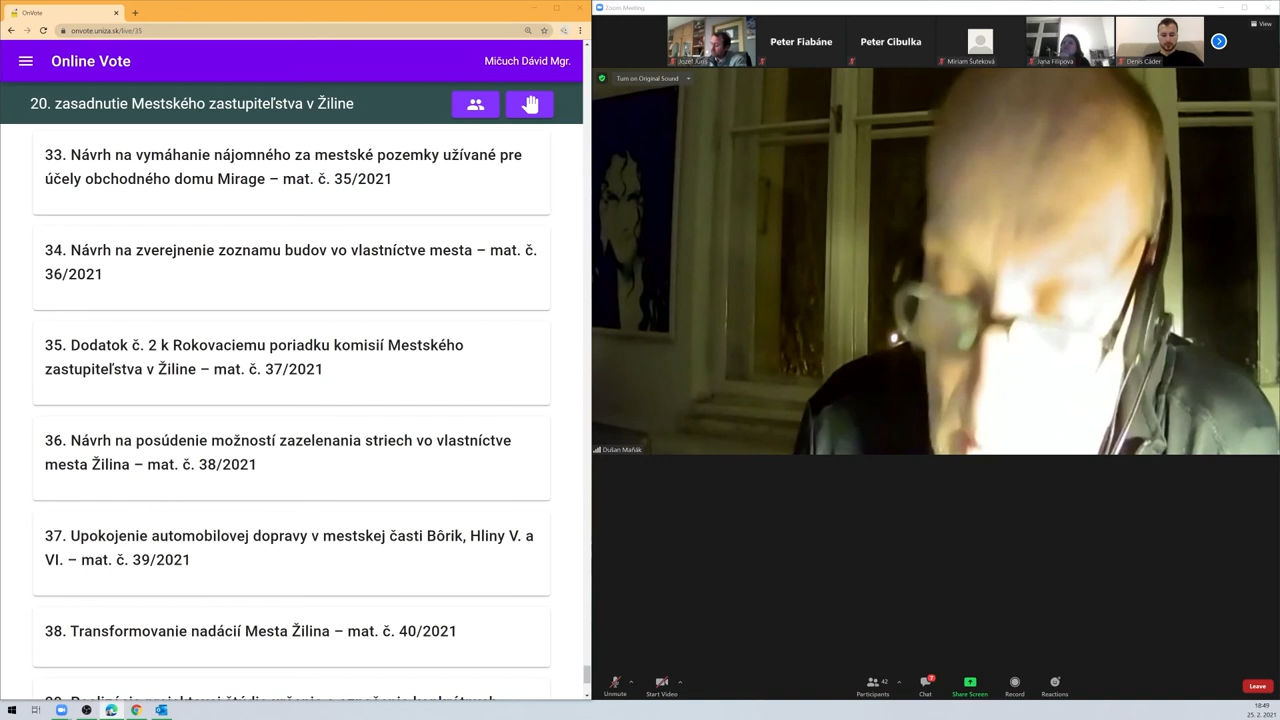 OnVote
onvote.uniza.sk/live/35
Online Vote
Mičuch Dávid Mgr.
20. zasadnutie Mestského zastupiteľstva v Žiline
33. Návrh na vymáhanie nájomného za mestské pozemky užívané pre
účely obchodného domu Mirage – mat. č. 35/2021
34. Návrh na zverejnenie zoznamu budov vo vlastníctve mesta – mat. č.
36/2021
35. Dodatok č. 2 k Rokovaciemu poriadku komisií Mestského
zastupiteľstva v Žiline – mat. č. 37/2021
36. Návrh na posúdenie možností zazelenania striech vo vlastníctve
mesta Žilina – mat. č. 38/2021
37. Upokojenie automobilovej dopravy v mestskej časti Bôrik, Hliny V. a
VI. – mat. č. 39/2021
38. Transformovanie nadácií Mesta Žilina – mat. č. 40/2021
Zoom Meeting
View
Peter Fiabáne
Peter Cibulka
Jozef Juriš
Miriam Šuteková
Jana Filipová
Denis Cáder
Turn on Original Sound
Dušan Maňák
Unmute
Start Video
42
Participants
7
Chat
Share Screen
Record
Reactions
Leave
18:49
25. 2. 2021